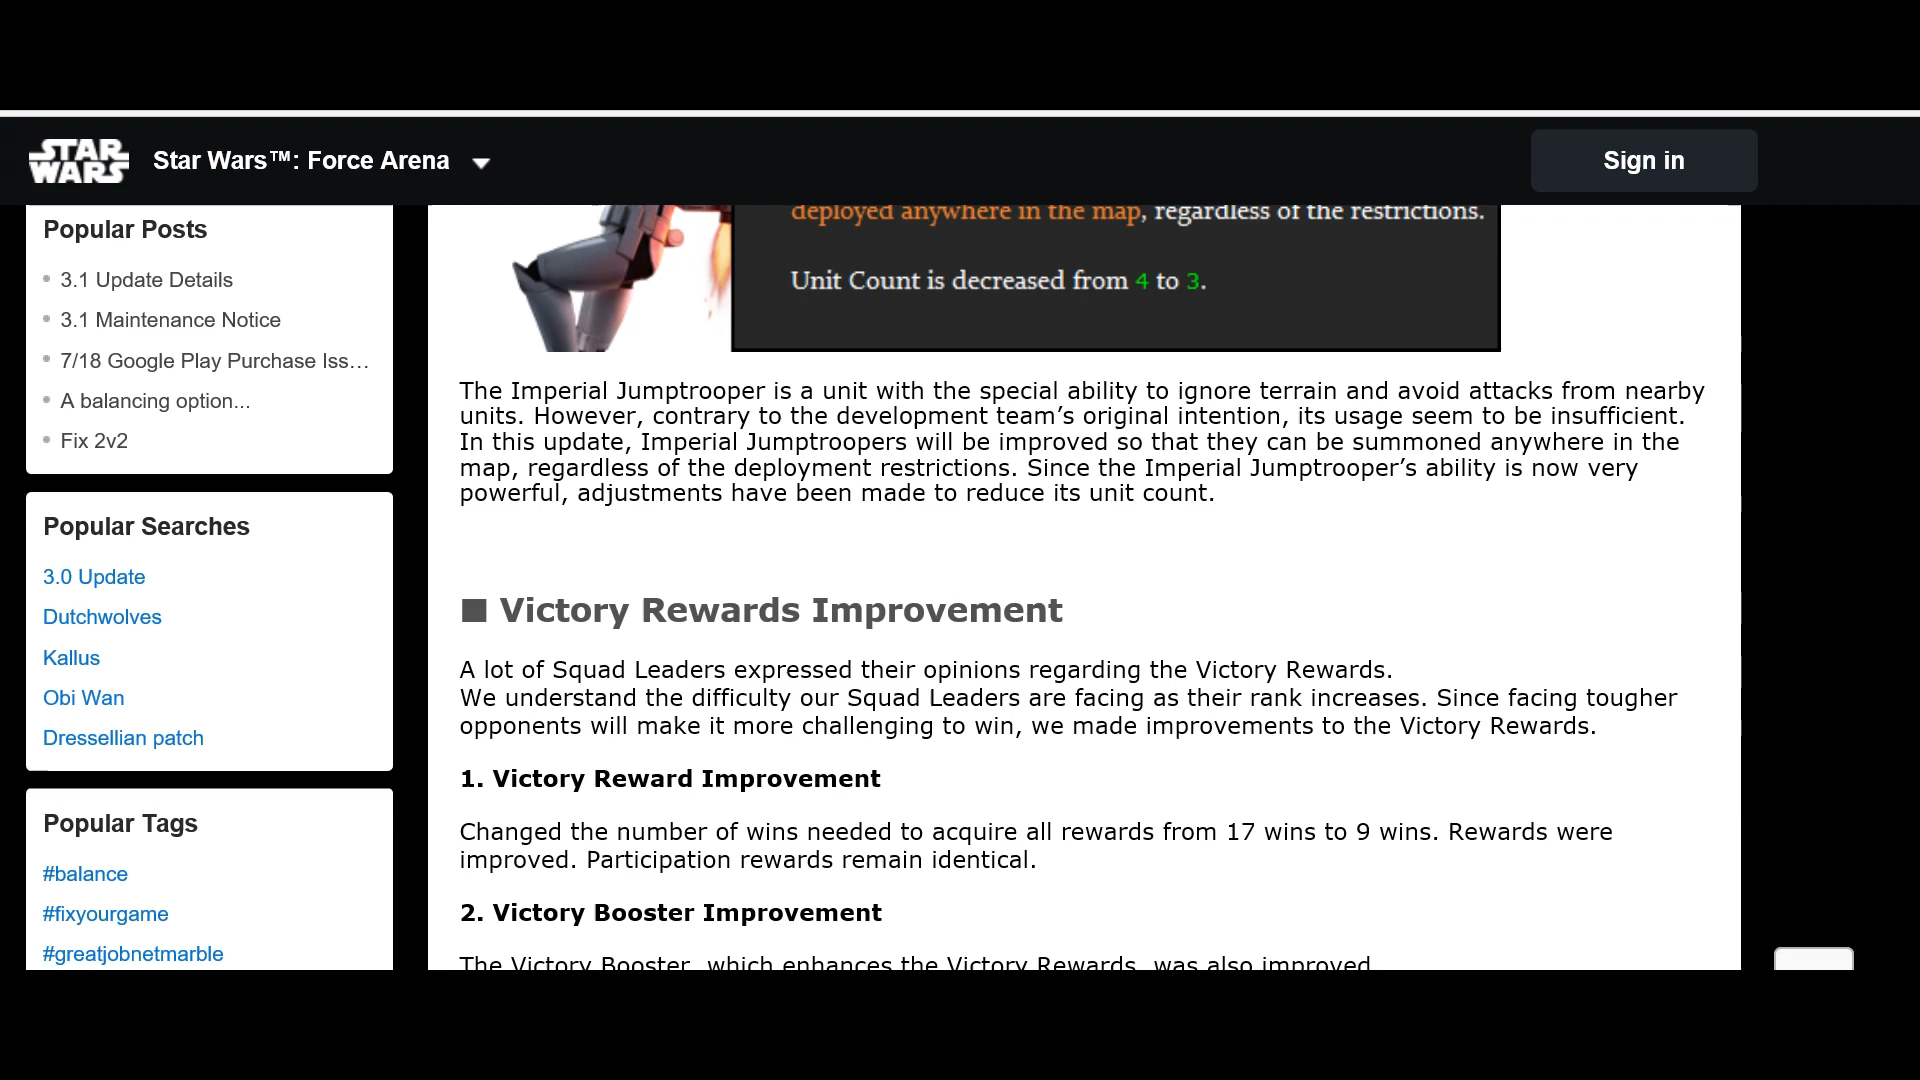 STAR WARS
Star Wars™: Force Arena
Sign in
Popular Posts
3.1 Update Details
3.1 Maintenance Notice
7/18 Google Play Purchase Iss...
A balancing option...
Fix 2v2
Popular Searches
3.0 Update
Dutchwolves
Kallus
Obi Wan
Dressellian patch
Popular Tags
#balance
#fixyourgame
#greatjobnetmarble
deployed anywhere in the map, regardless of the restrictions.
Unit Count is decreased from 4 to 3.
The Imperial Jumptrooper is a unit with the special ability to ignore terrain and avoid attacks from nearby
units. However, contrary to the development team’s original intention, its usage seem to be insufficient.
In this update, Imperial Jumptroopers will be improved so that they can be summoned anywhere in the
map, regardless of the deployment restrictions. Since the Imperial Jumptrooper’s ability is now very
powerful, adjustments have been made to reduce its unit count.
■ Victory Rewards Improvement
A lot of Squad Leaders expressed their opinions regarding the Victory Rewards.
We understand the difficulty our Squad Leaders are facing as their rank increases. Since facing tougher
opponents will make it more challenging to win, we made improvements to the Victory Rewards.
1. Victory Reward Improvement
Changed the number of wins needed to acquire all rewards from 17 wins to 9 wins. Rewards were
improved. Participation rewards remain identical.
2. Victory Booster Improvement
The Victory Booster, which enhances the Victory Rewards, was also improved.